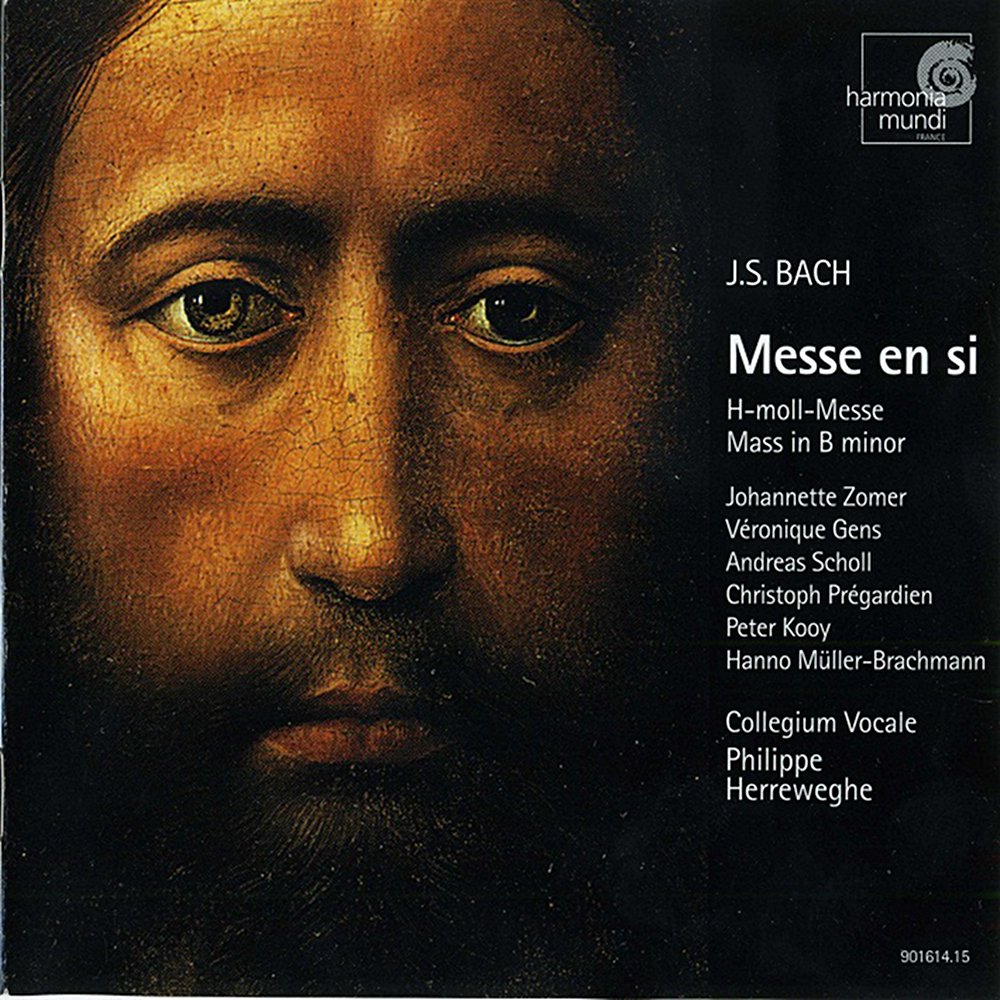 harmonia
mundi
FRANCE
J.S. BACH
Messe en si
H-moll-Messe
Mass in B minor
Johannette Zomer
Véronique Gens
Andreas Scholl
Christoph Prégardien
Peter Kooy
Hanno Müller-Brachmann
Collegium Vocale
Philippe
Herreweghe
901614.15